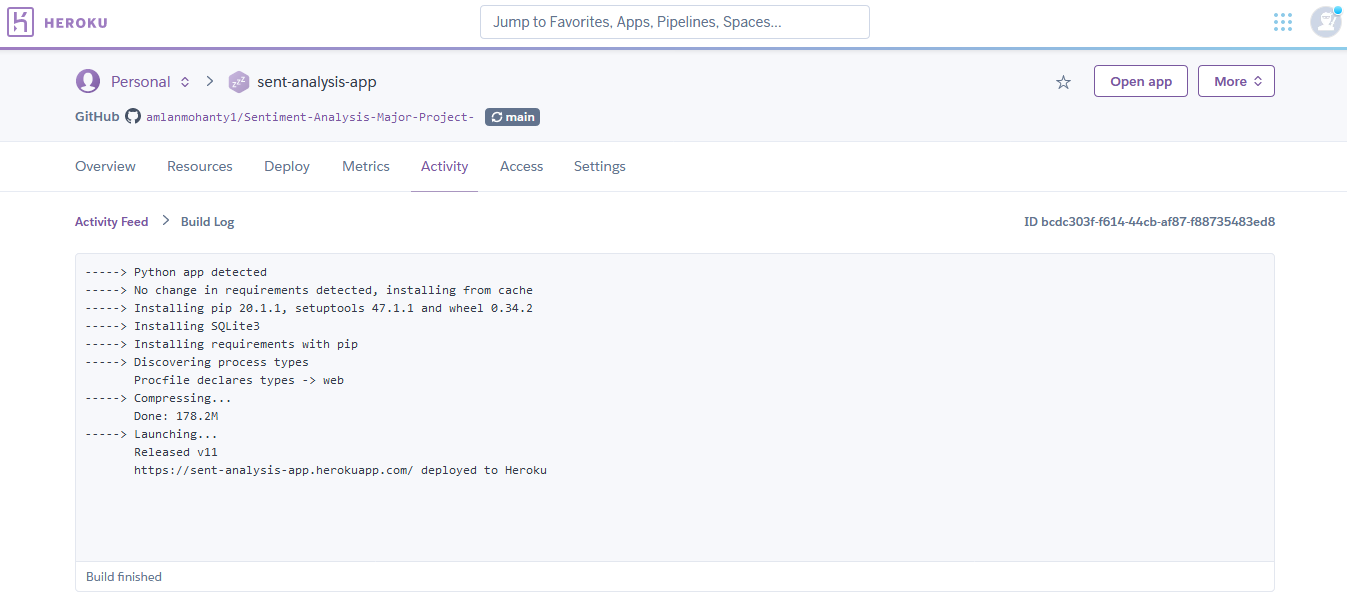 HEROKU
Jump to Favorites, Apps, Pipelines, Spaces...
Personal
sent-analysis-app
Open app
More
GitHub amlanmohanty1/Sentiment-Analysis-Major-Project- main
Overview Resources Deploy Metrics Activity Access Settings
Activity Feed > Build Log
ID bcdc303f-f614-44cb-af87-f88735483ed8
-----> Python app detected
-----> No change in requirements detected, installing from cache
-----> Installing pip 20.1.1, setuptools 47.1.1 and wheel 0.34.2
-----> Installing SQLite3
-----> Installing requirements with pip
-----> Discovering process types
Procfile declares types -> web
-----> Compressing...
Done: 178.2M
-----> Launching...
Released v11
https://sent-analysis-app.herokuapp.com/ deployed to Heroku
Build finished